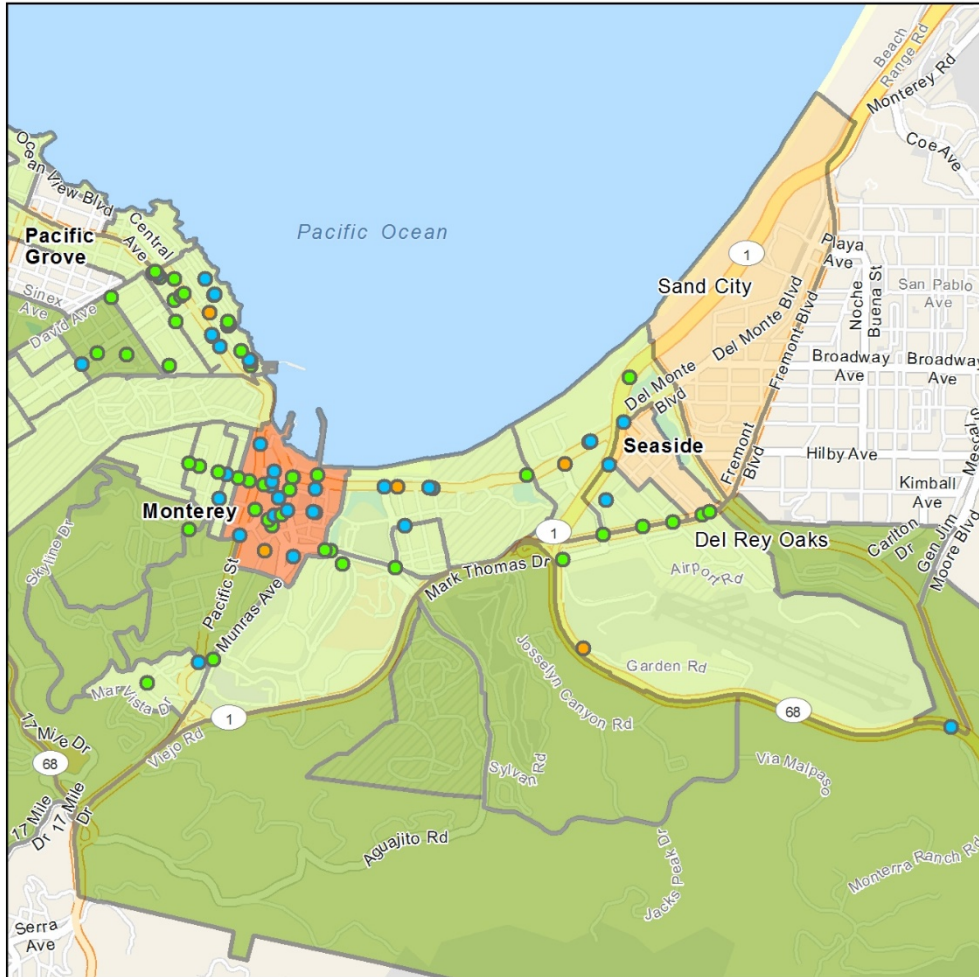 Beach
Range Rd
Monterey Rd
Coe Ave
Ocean View Blvd
Central
Ave
Pacific
Grove
Pacific Ocean
Sinex
Ave
David Ave
1
Playa
Ave
Noche
Buena St
San Pablo
Ave
Sand City
Del Monte Blvd
Fremont Blvd
Broadway
Ave
Broadway
Ave
Del Monte
Blvd
Seaside
Fremont
Blvd
Hilby Ave
Mescal S
Kimball
Ave
Monterey
Skyline Dr
Pacific St
Munras Ave
Mark Thomas Dr
1
Del Rey Oaks
Airport Rd
Carlton
Dr
Gen Jim
Moore Blvd
Mar Vista Dr
Josselyn Canyon Rd
Garden Rd
68
1
Viejo Rd
17 Mile Dr
68
17 Mile
Dr
17 Mile
Dr
Sylvan Rd
Via Malpaso
Aguajito Rd
Jacks Peak Dr
Monterra Ranch Rd
Serra
Ave